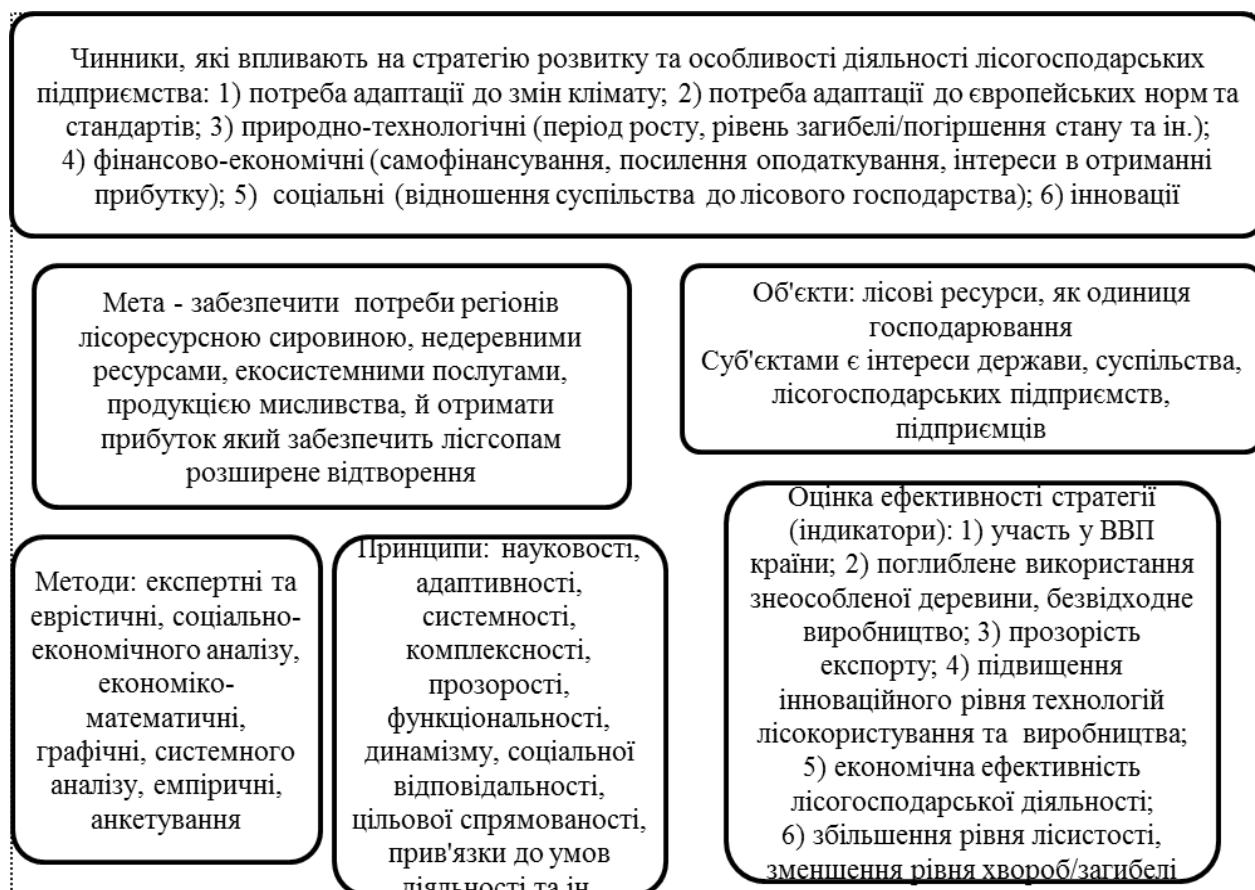 Чинники, які впливають на стратегію розвитку та особливості діяльності лісогосподарських
підприємства: 1) потреба адаптації до змін клімату; 2) потреба адаптації до європейських норм та
стандартів; 3) природно-технологічні (період росту, рівень загибелі/погіршення стану та ін.);
4) фінансово-економічні (самофінансування, посилення оподаткування, інтереси в отриманні
прибутку); 5) соціальні (відношення суспільства до лісового господарства); 6) інновації
Мета - забезпечити потреби регіонів
лісоресурсною сировиною, недеревними
ресурсами, екосистемними послугами,
продукцією мисливства, й отримати
прибуток який забезпечить лісгсопам
розширене відтворення
Об'єкти: лісові ресурси, як одиниця
господарювання
Суб'єктами є інтереси держави, суспільства,
лісогосподарських підприємств,
підприємців
Методи: експертні та
еврістичні, соціально-
економічного аналізу,
економіко-
математичні,
графічні, системного
аналізу, емпіричні,
анкетування
Принципи: науковості,
адаптивності,
системності,
комплексності,
прозорості,
функціональності,
динамізму, соціальної
відповідальності,
цільової спрямованості,
прив'язки до умов
діяльності та ін
Оцінка ефективності стратегії
(індикатори): 1) участь у ВВП
країни; 2) поглиблене використання
знеособленої деревини, безвідходне
виробництво; 3) прозорість
експорту; 4) підвищення
інноваційного рівня технологій
лісокористування та виробництва;
5) економічна ефективність
лісогосподарської діяльності;
6) збільшення рівня лісистості,
зменшення рівня хвороб/загибелі